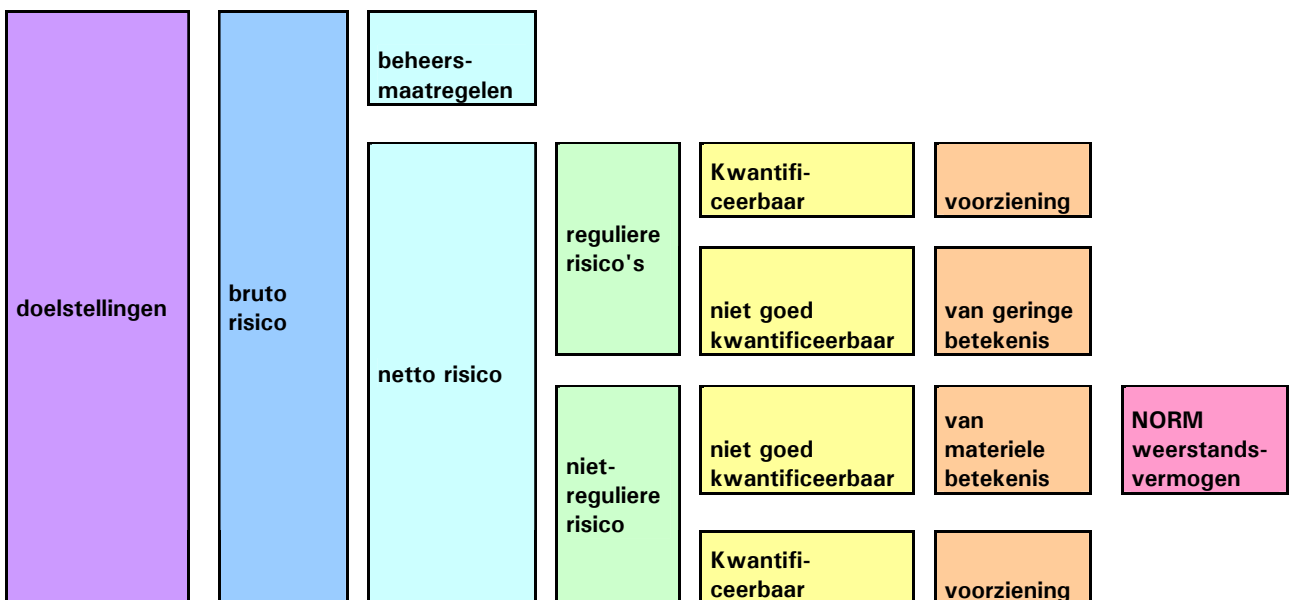 doelstellingen
bruto
risico
beheers-
maatregelen
netto risico
reguliere
risico's
niet-
reguliere
risico
Kwantifi-
ceerbaar
niet goed
kwantificeerbaar
niet goed
kwantificeerbaar
Kwantifi-
ceerbaar
voorziening
van geringe
betekenis
van
materiele
betekenis
voorziening
NORM
weerstands-
vermogen